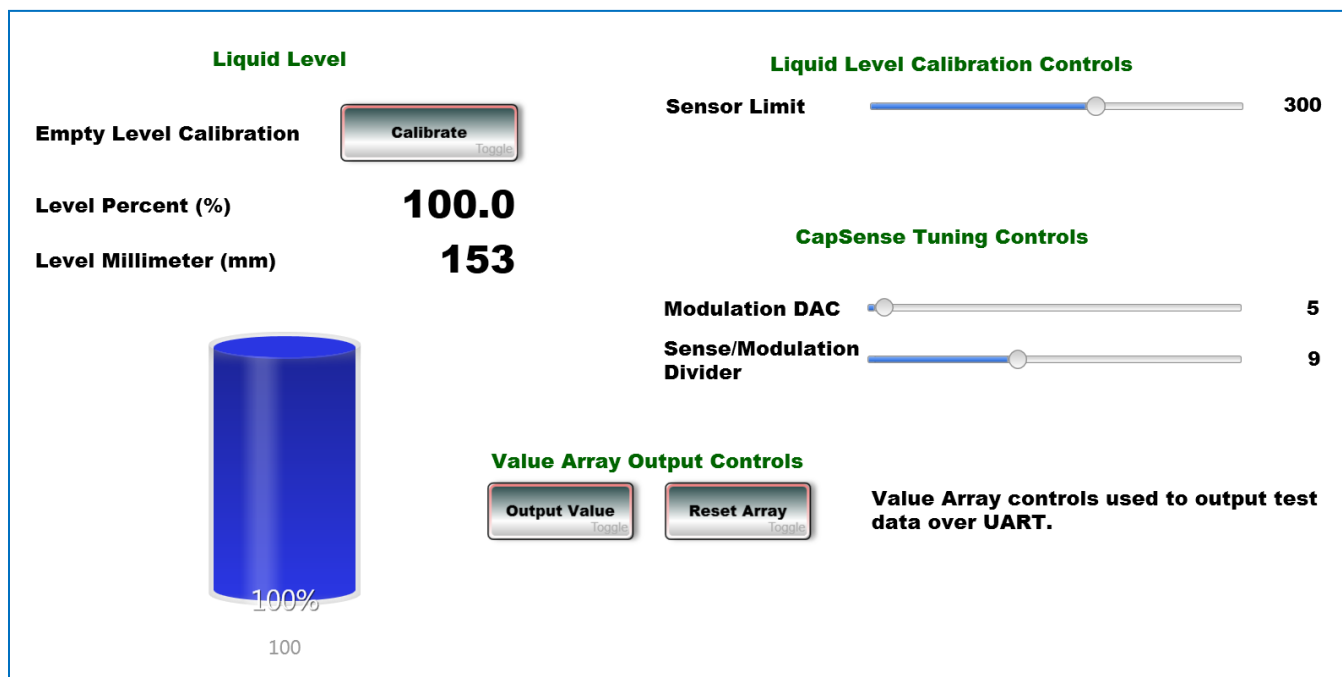 Liquid Level
Empty Level Calibration
Calibrate
Toggle
Level Percent (%)
100.0
Level Millimeter (mm)
153
100%
100
Liquid Level Calibration Controls
Sensor Limit
300
CapSense Tuning Controls
Modulation DAC
5
Sense/Modulation
Divider
9
Value Array Output Controls
Output Value
Toggle
Reset Array
Toggle
Value Array controls used to output test
data over UART.